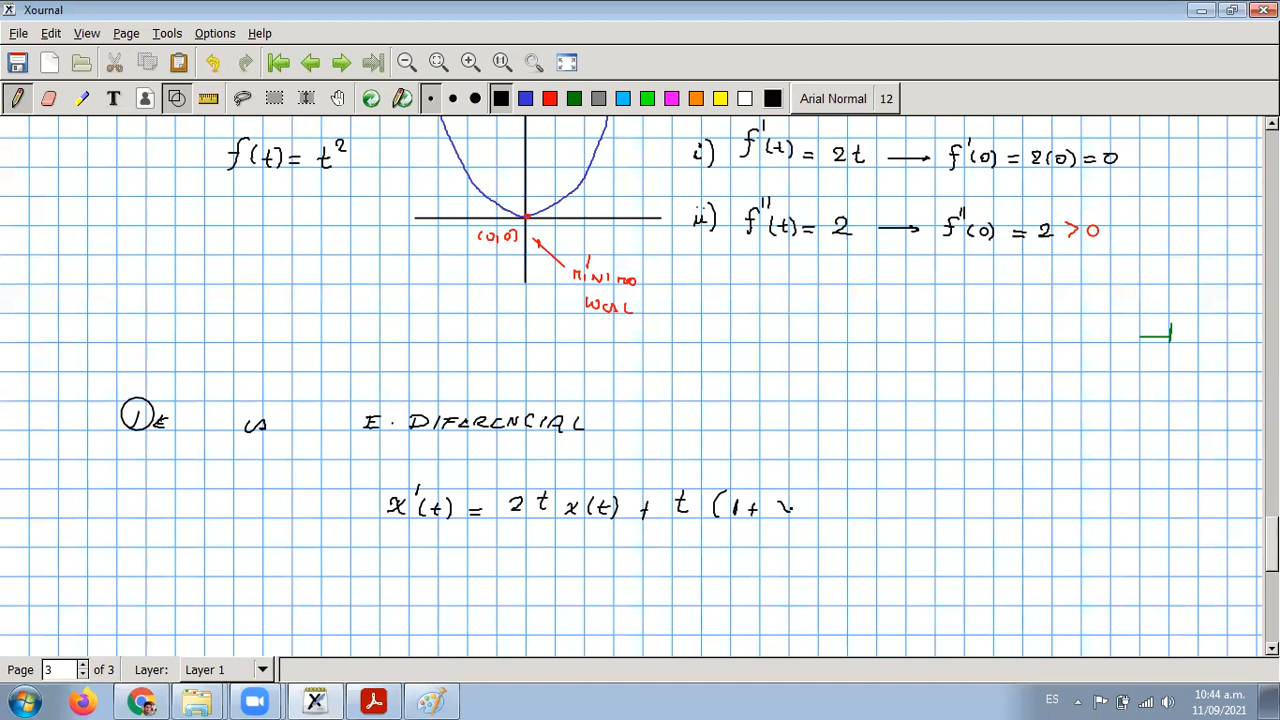 Xournal
File Edit View Page Tools Options Help
Arial Normal 12
f(t) = t²
i) f'(t) = 2t → f'(0) = 2(0) = 0
ii) f''(t) = 2 → f''(0) = 2 > 0
(0,0)
MÍNIMO
LOCAL
1 E. DIFERENCIAL
x'(t) = 2 t x(t) + t (1 +
Page 3 of 3 Layer: Layer 1
ES 10:44 a.m.
11/09/2021